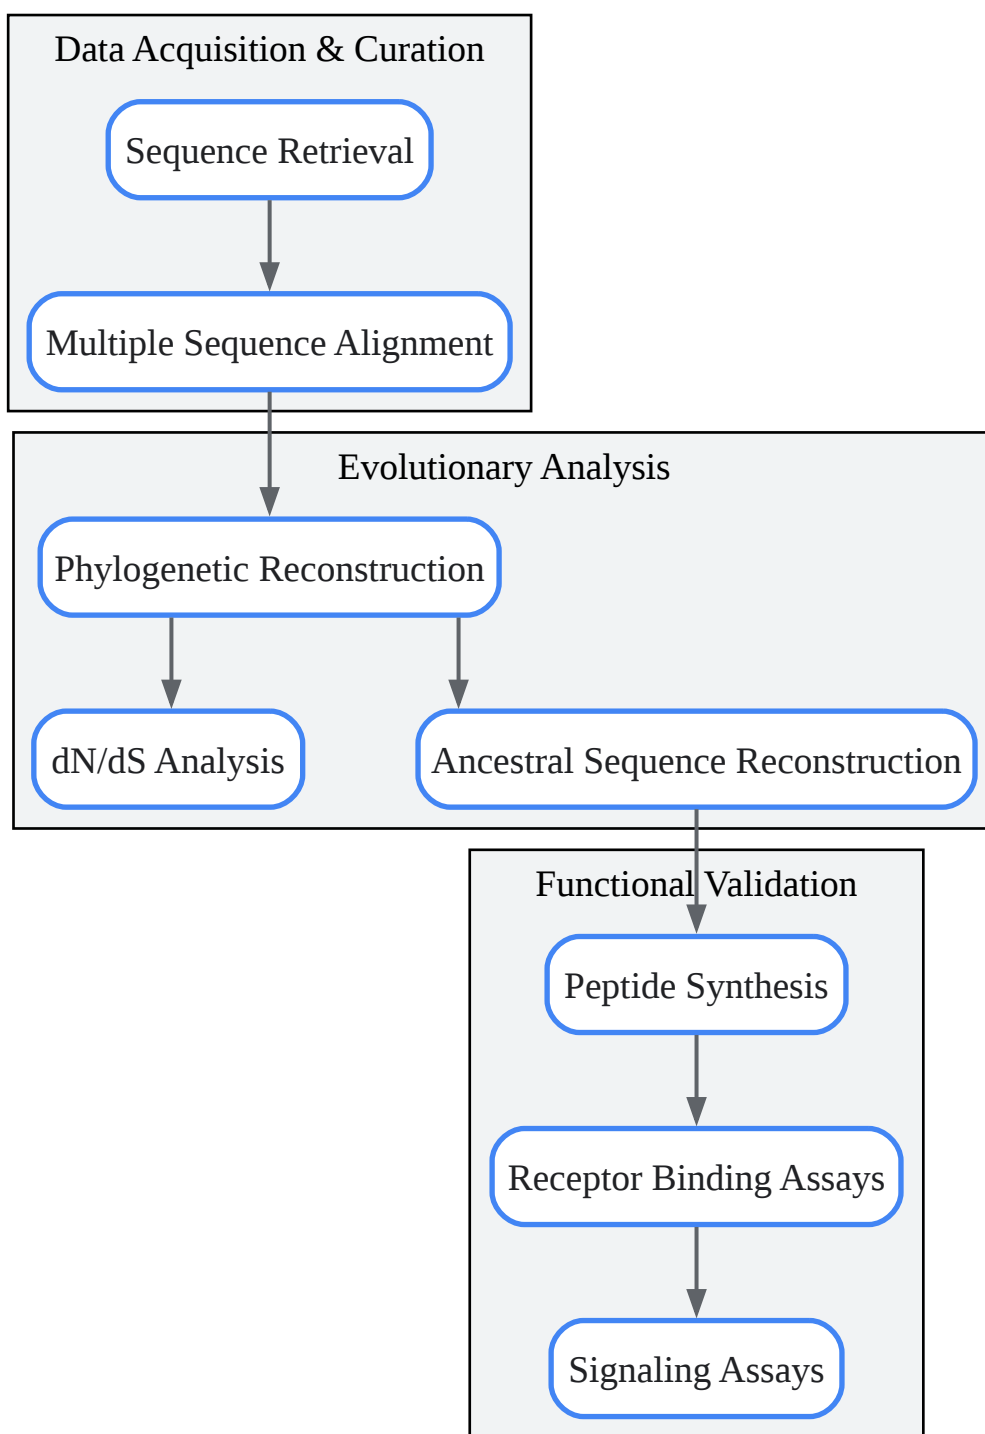 Data Acquisition & Curation
Sequence Retrieval
Multiple Sequence Alignment
Evolutionary Analysis
Phylogenetic Reconstruction
dN/dS Analysis
Ancestral Sequence Reconstruction
Functional Validation
Peptide Synthesis
Receptor Binding Assays
Signaling Assays